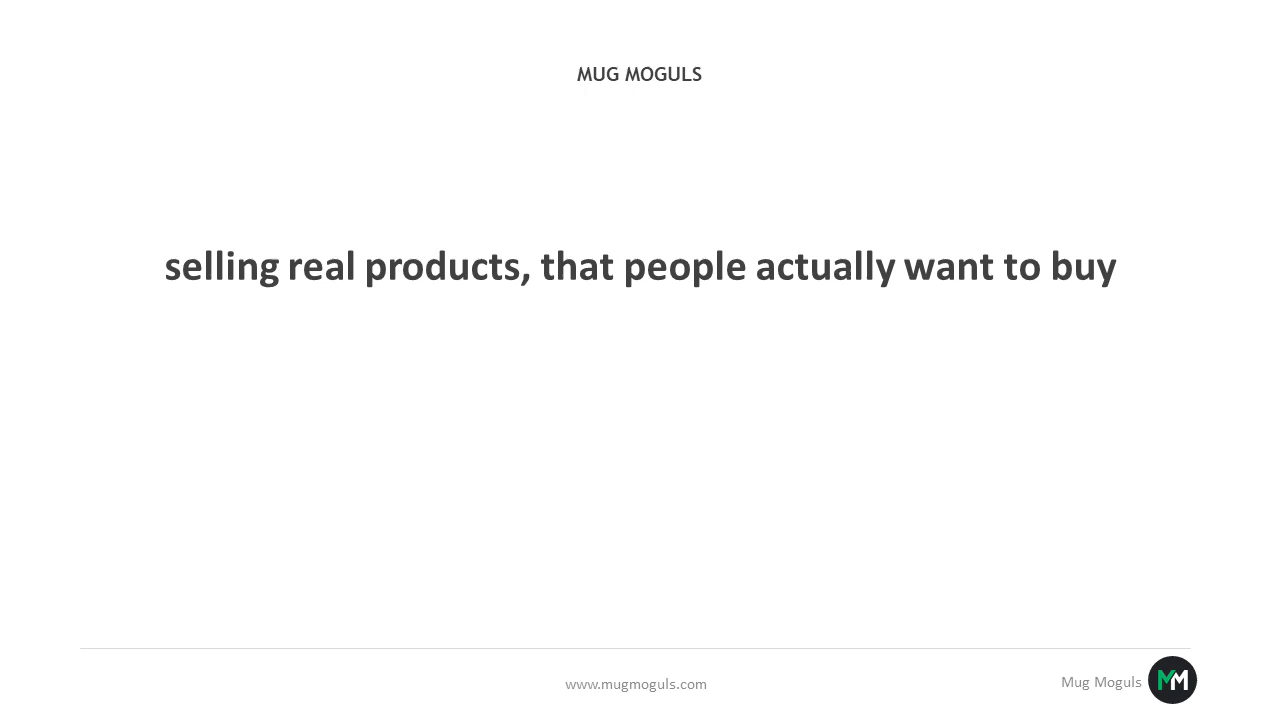 MUG MOGULS
selling real products, that people actually want to buy
www.mugmoguls.com
Mug Moguls
MM